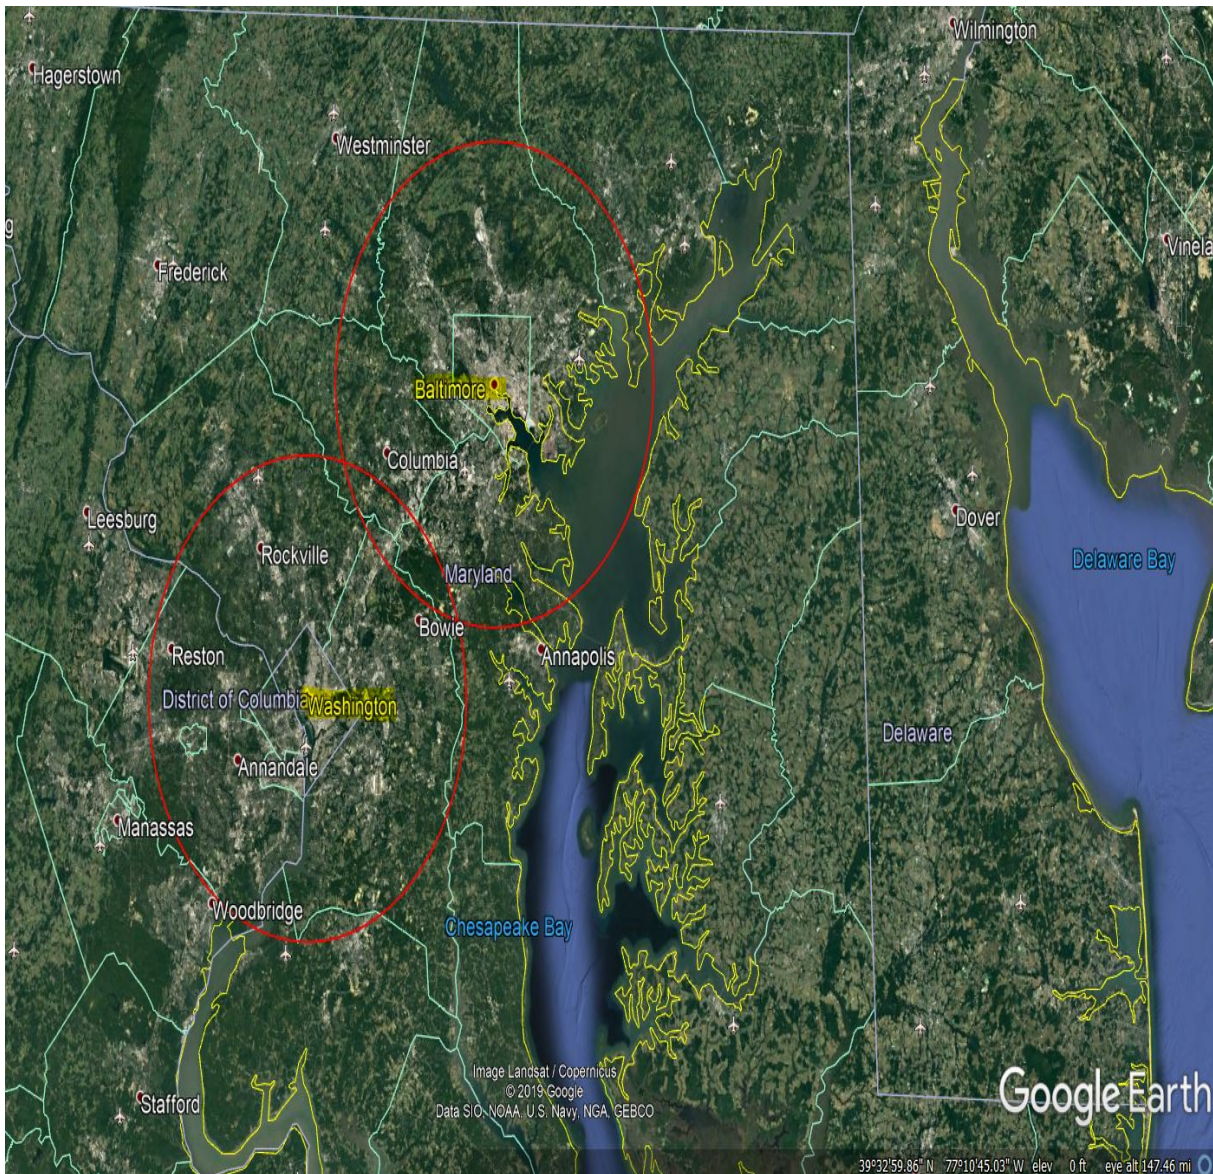 Wilmington
Hagerstown
Westminster
g
Vinela
Frederick
Baltimore
Columbia
Leesburg
Dover
Rockville
Delaware Bay
Maryland
Bowie
Reston
Annapolis
District of Columbia
Washington
Delaware
Annandale
Manassas
Woodbridge
Chesapeake Bay
Image Landsat / Copernicus
© 2019 Google
Data SIO, NOAA, U.S. Navy, NGA, GEBCO
Google Earth
Stafford
39°32'59.86" N 77°10'45.03" W elev 0 ft eye alt 147.46 mi